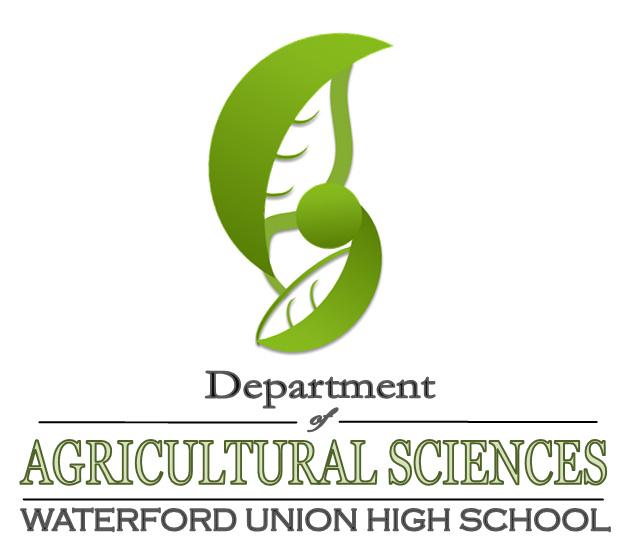 Department
of
AGRICULTURAL SCIENCES
WATERFORD UNION HIGH SCHOOL